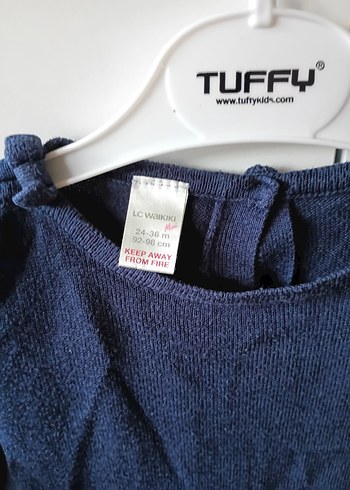 TUFFY®
www.tuffykids.com
LC WAIKIKI
24-36 m
92-98 cm
KEEP AWAY
FROM FIRE